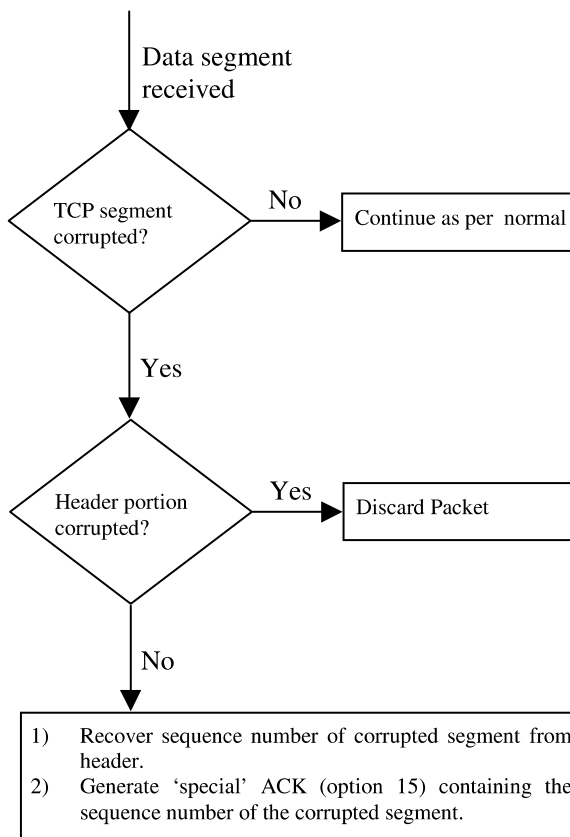 Data segment
received
TCP segment
corrupted?
No
Continue as per normal
Yes
Header portion
corrupted?
Yes
Discard Packet
No
1) Recover sequence number of corrupted segment from
header.
2) Generate ‘special’ ACK (option 15) containing the
sequence number of the corrupted segment.